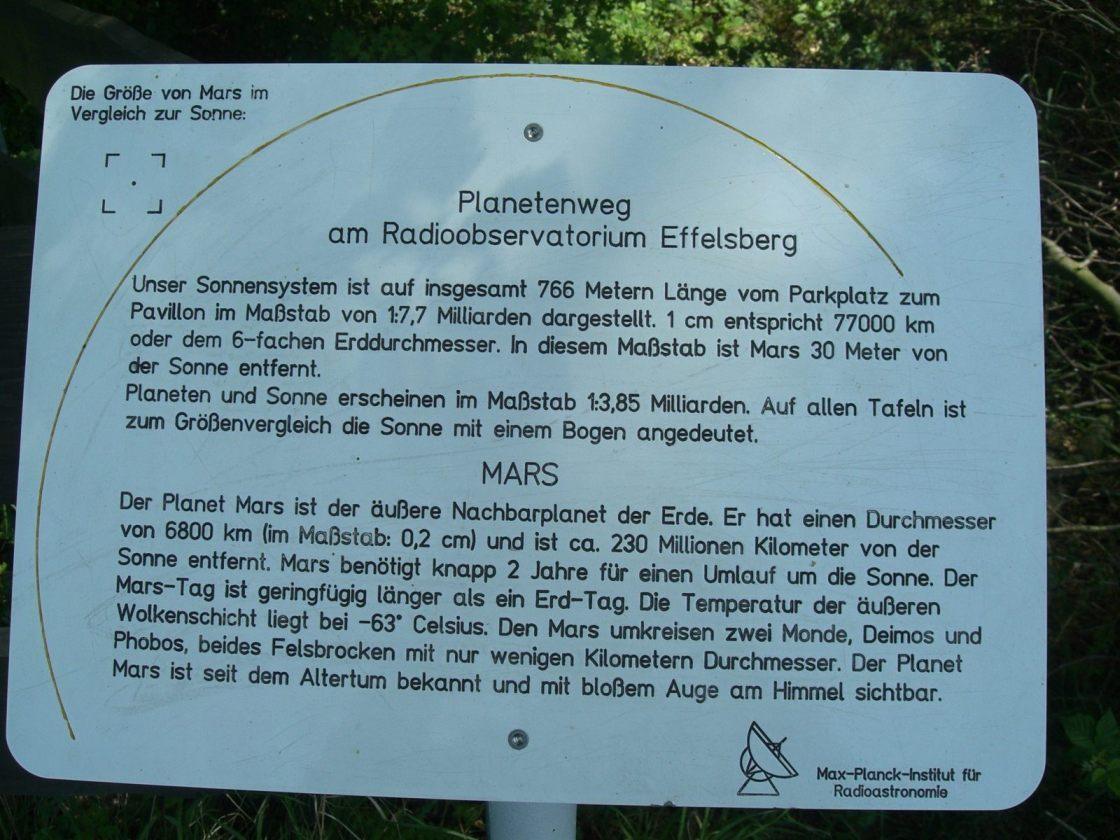 Die Größe von Mars im
Vergleich zur Sonne:
Planetenweg
am Radioobservatorium Effelsberg
Unser Sonnensystem ist auf insgesamt 766 Metern Länge vom Parkplatz zum
Pavillon im Maßstab von 1:7,7 Milliarden dargestellt. 1 cm entspricht 77000 km
oder dem 6-fachen Erddurchmesser. In diesem Maßstab ist Mars 30 Meter von
der Sonne entfernt.
Planeten und Sonne erscheinen im Maßstab 1:3,85 Milliarden. Auf allen Tafeln ist
zum Größenvergleich die Sonne mit einem Bogen angedeutet.
MARS
Der Planet Mars ist der äußere Nachbarplanet der Erde. Er hat einen Durchmesser
von 6800 km (im Maßstab: 0,2 cm) und ist ca. 230 Millionen Kilometer von der
Sonne entfernt. Mars benötigt knapp 2 Jahre für einen Umlauf um die Sonne. Der
Mars-Tag ist geringfügig länger als ein Erd-Tag. Die Temperatur der äußeren
Wolkenschicht liegt bei -63° Celsius. Den Mars umkreisen zwei Monde, Deimos und
Phobos, beides Felsbrocken mit nur wenigen Kilometern Durchmesser. Der Planet
Mars ist seit dem Altertum bekannt und mit bloßem Auge am Himmel sichtbar.
Max-Planck-Institut für
Radioastronomie